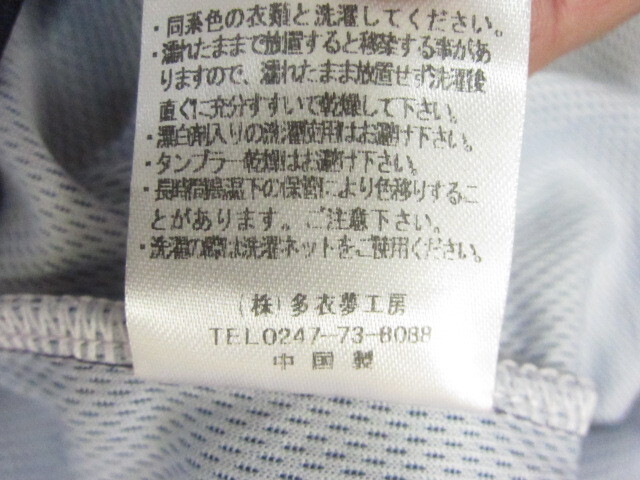 ・同系色の衣類と洗濯してください。
・濡れたままで放置すると移染する事があ
りますので、濡れたまま放置せず洗濯後
直ぐに充分すすいで乾燥して下さい。
・漂白剤入りの洗濯使用はお避け下さい。
・タンブラー乾燥はお避け下さい。
・長時間高温下の保管により色移りするこ
とがあります。ご注意下さい。
・洗濯の際は洗濯ネットをご使用ください。
(株)多衣夢工房
TEL0247-73-8088
中国製